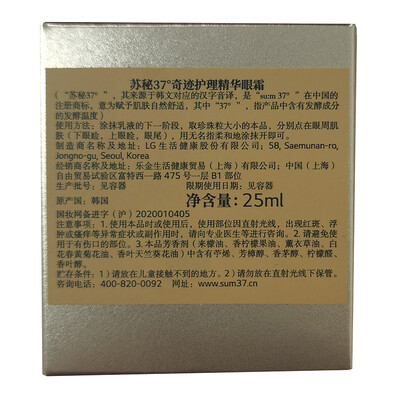 苏秘37°奇迹护理精华眼霜
（“苏秘37°”，其来源于韩文对应的汉字音译，是“su:m 37°”在中国的
注册商标，意为赋予肌肤自然舒适，其中“37°”，指产品中含有发酵成分
的发酵温度）
使用方法：涂抹乳液的下一阶段，取珍珠粒大小的本品，分别点在眼周肌
肤（下眼睑，上眼睑，眼尾），用无名指柔和地涂抹开即可。
制造商名称与地址：LG生活健康股份有限公司；58, Saemunan-ro,
Jongno-gu, Seoul, Korea
经销商名称与地址：乐金生活健康贸易（上海）有限公司；中国（上海）
自由贸易试验区富特西一路 475 号一层 B1 部位
生产批号：见容器 限期使用日期：见容器
原产国：韩国 净含量：25ml
国妆网备进字（沪）2020010405
注意事项：1. 使用本品时或使用后，使用部位因直射光线，出现红斑、浮
肿或瘙痒等异常症状或副作用时，请向专业医生等进行咨询。2. 请避免使
用于有伤口的部位。3. 本品芳香剂（来檬油、香柠檬果油、薰衣草油、白
花春黄菊花油、香叶天竺葵花油）中含有苧烯、芳樟醇、香茅醇、柠檬醛、
香叶醇。
贮存条件：1）请放在儿童接触不到的地方。2）请勿放在直射光线下保管。
咨询电话：400-820-0092 网址：www.sum37.cn